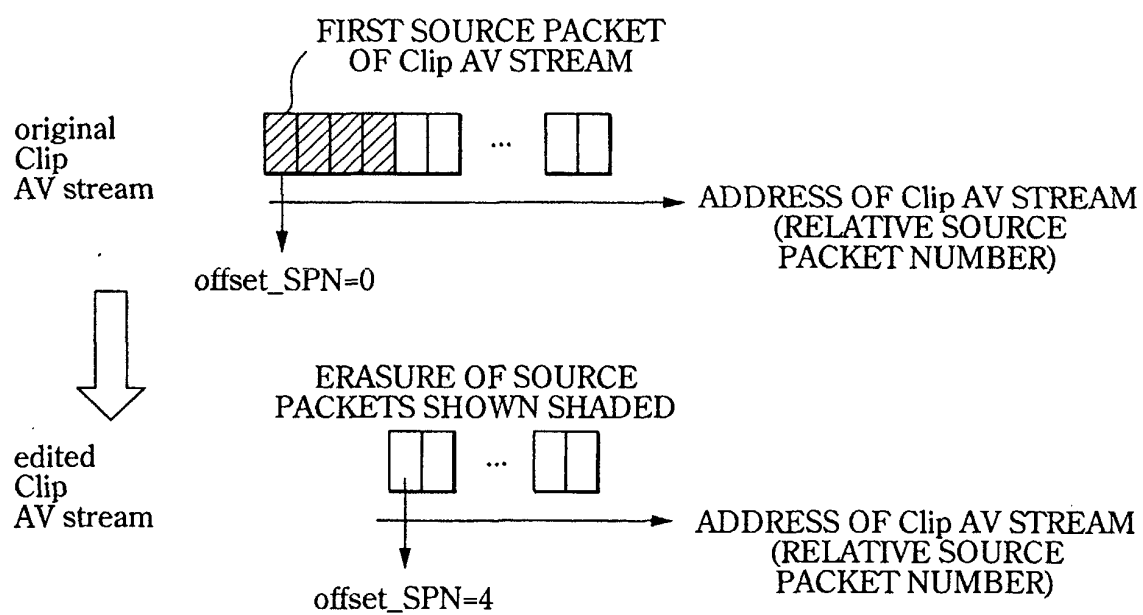 FIRST SOURCE PACKET
OF Clip AV STREAM
original
Clip
AV stream
...
ADDRESS OF Clip AV STREAM
(RELATIVE SOURCE
PACKET NUMBER)
offset_SPN=0
ERASURE OF SOURCE
PACKETS SHOWN SHADED
edited
Clip
AV stream
...
ADDRESS OF Clip AV STREAM
(RELATIVE SOURCE
PACKET NUMBER)
offset_SPN=4